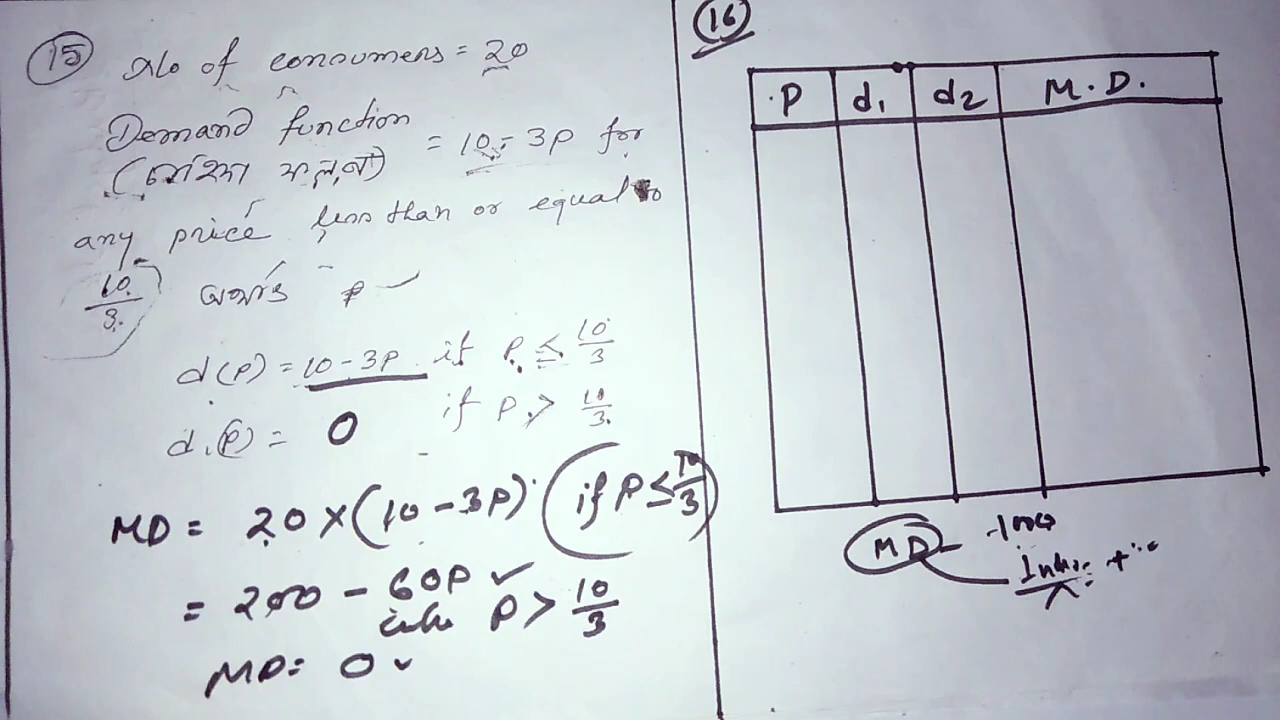 15 No of consumers = 20
Demand function
(চাহিদা ফলন) = 10 - 3P for
any price less than or equal to
10/3 অর্থাৎ P
d(P) = 10 - 3P if P ≤ 10/3
d.(P) = 0 if P > 10/3
MD = 20 × (10 - 3P) (if P ≤ 10/3)
= 200 - 60P
P > 10/3
MD = 0
16
P d1 d2 M.D.
MD